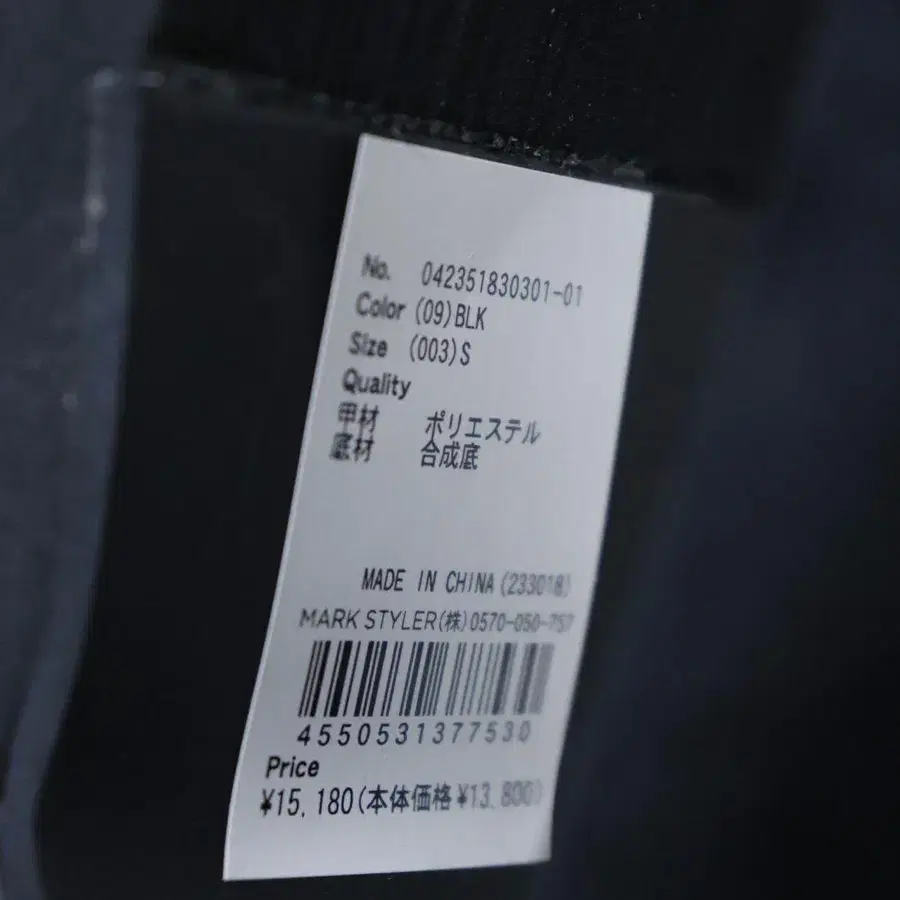 No. 042351830301-01
Color (09)BLK
Size (003)S
Quality
甲材 ポリエステル
底材 合成底
MADE IN CHINA(233018)
MARK STYLER(株)0570-050-757
4550531377530
Price
¥15,180(本体価格¥13,800)